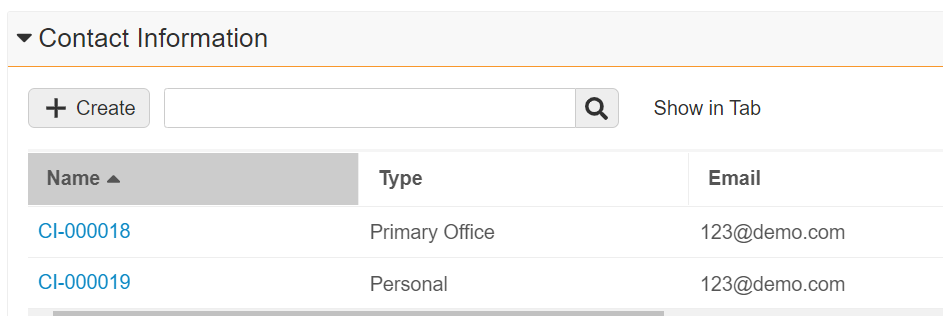 Contact Information
Create
Show in Tab
Name Type Email
CI-000018 Primary Office 123@demo.com
CI-000019 Personal 123@demo.com